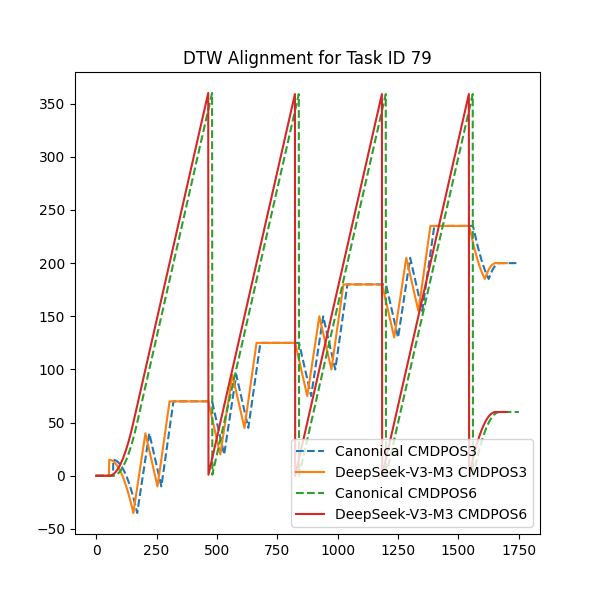 DTW Alignment for Task ID 79
350
300
250
200
150
100
50
0
−50
0 250 500 750 1000 1250 1500 1750
Canonical CMDPOS3
DeepSeek-V3-M3 CMDPOS3
Canonical CMDPOS6
DeepSeek-V3-M3 CMDPOS6